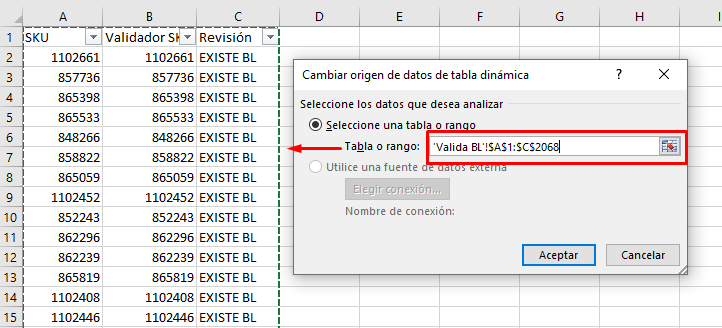 A B C D E F G H I
1 SKU Validador SK Revisión
2 1102661 1102661 EXISTE BL
3 857736 857736 EXISTE BL
4 865398 865398 EXISTE BL
5 865533 865533 EXISTE BL
6 848266 848266 EXISTE BL
7 858822 858822 EXISTE BL
8 865059 865059 EXISTE BL
9 1102452 1102452 EXISTE BL
10 852243 852243 EXISTE BL
11 862296 862296 EXISTE BL
12 862239 862239 EXISTE BL
13 865819 865819 EXISTE BL
14 1102408 1102408 EXISTE BL
15 1102446 1102446 EXISTE BL
Cambiar origen de datos de tabla dinámica ? ×
Seleccione los datos que desea analizar
Seleccione una tabla o rango
Tabla o rango: 'Valida BL'!$A$1:$C$2068
Utilice una fuente de datos externa
Elegir conexión...
Nombre de conexión:
Aceptar Cancelar